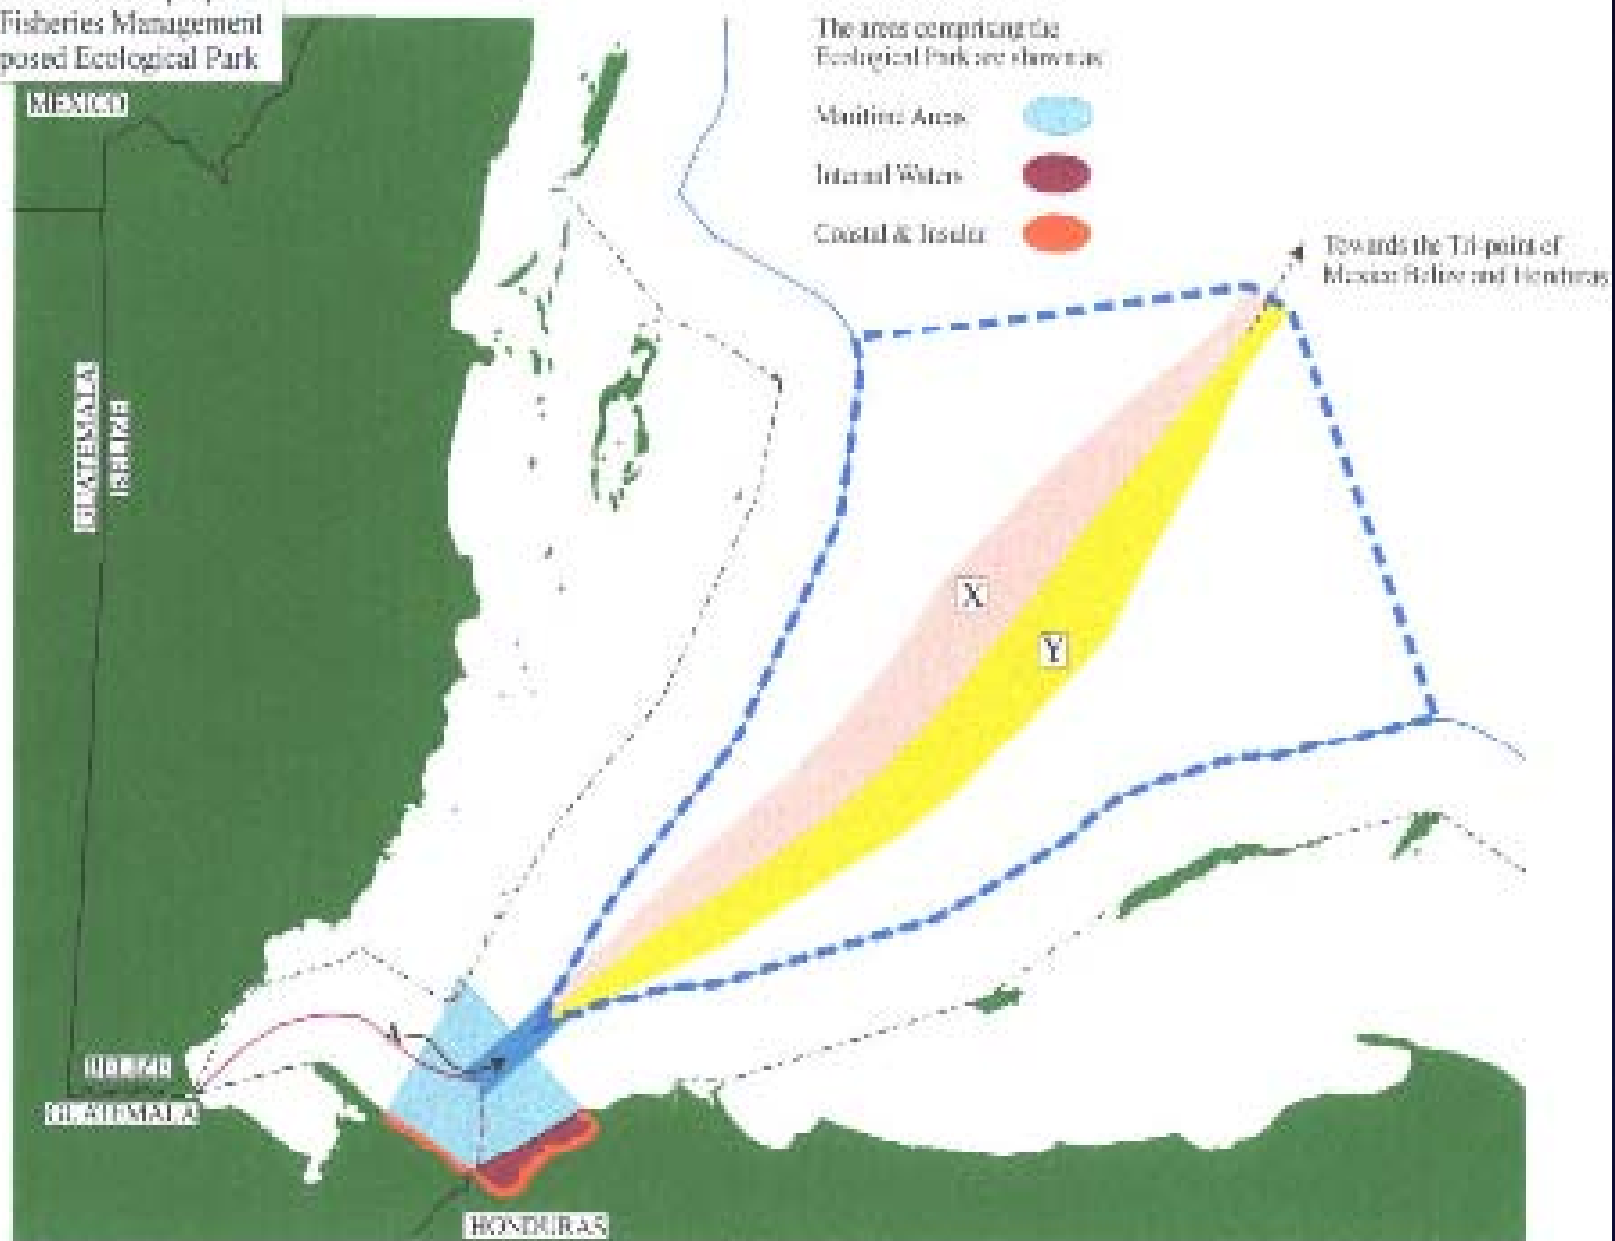 Fisheries Management
posed Ecological Park
MEXICO
The areas comprising the
Ecological Park are shown as
Maritime Areas
Internal Waters
Coastal & Insular
Towards the Tri-point of
Mexico Belize and Honduras
GUATEMALA
BELIZE
X
Y
GUATEMALA
HONDURAS